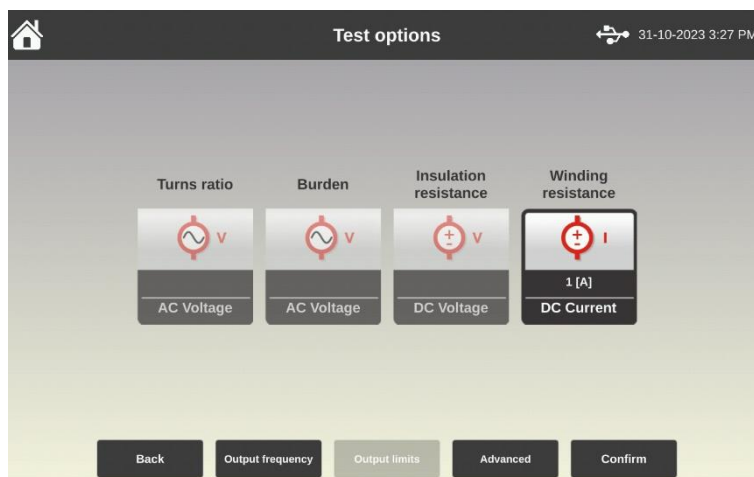 Test options
31-10-2023 3:27 PM
Turns ratio
Burden
Insulation
resistance
Winding
resistance
V
V
V
I
1 [A]
AC Voltage
AC Voltage
DC Voltage
DC Current
Back
Output frequency
Output limits
Advanced
Confirm